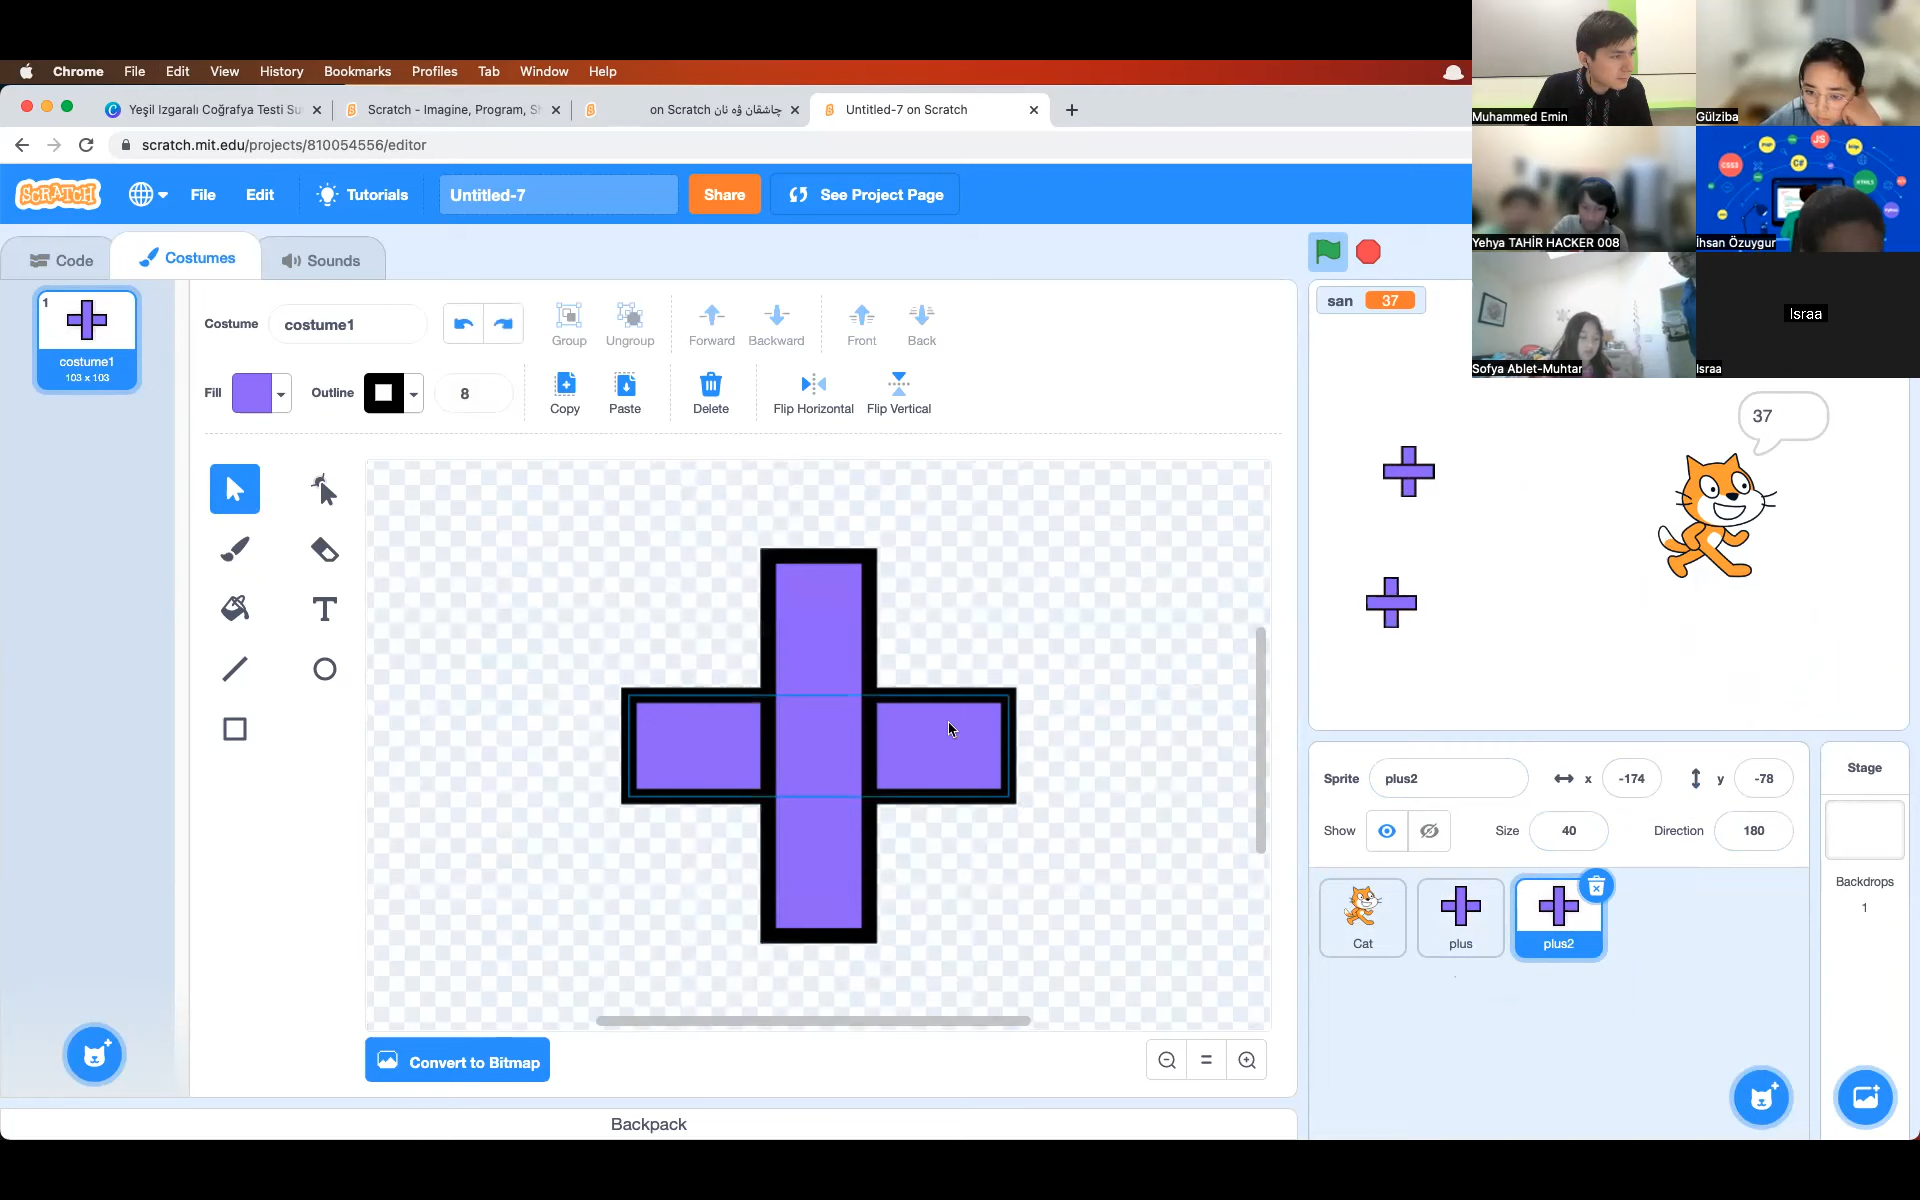 Chrome File Edit View History Bookmarks Profiles Tab Window Help
Yeşil Izgaralı Coğrafya Testi Su
Scratch - Imagine, Program, S
چاشقان ۋە نان on Scratch
Untitled-7 on Scratch
scratch.mit.edu/projects/810054556/editor
SCRATCH File Edit Tutorials Untitled-7 Share See Project Page
Code Costumes Sounds
1
costume1
103 x 103
Costume costume1
Group Ungroup Forward Backward Front Back
Fill Outline 8
Copy Paste Delete Flip Horizontal Flip Vertical
T
Convert to Bitmap
Backpack
san 37
37
Sprite plus2 x -174 y -78
Show Size 40 Direction 180
Cat plus plus2
Stage
Backdrops
1
Muhammed Emin
Gülziba
Yehya TAHİR HACKER 008
CSS3
JS
C#
HTML5
İhsan Özuygur
Sofya Ablet-Muhtar
Israa
Israa